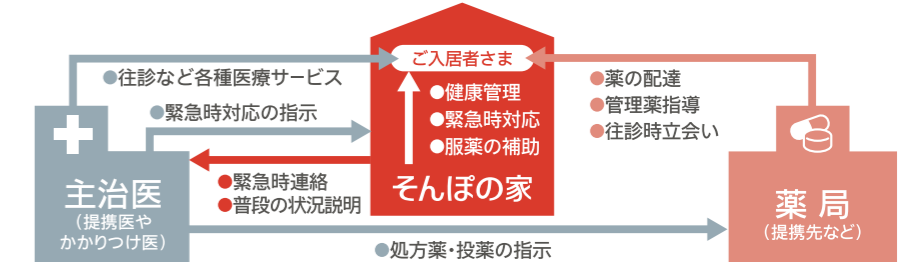 ご入居者さま
●往診など各種医療サービス
●緊急時対応の指示
●健康管理
●緊急時対応
●服薬の補助
そんぽの家
●薬の配達
●管理薬指導
●往診時立会い
●緊急時連絡
●普段の状況説明
主治医
(提携医や
かかりつけ医)
薬局
(提携先など)
●処方薬・投薬の指示